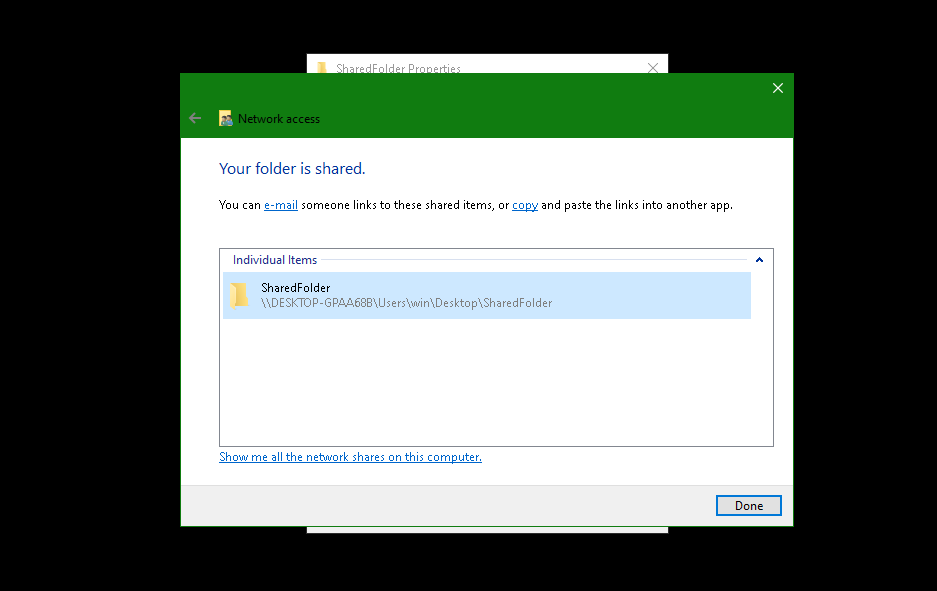 SharedFolder Properties
Network access
Your folder is shared.
You can e-mail someone links to these shared items, or copy and paste the links into another app.
Individual Items
SharedFolder
\\DESKTOP-GPAA68B\Users\win\Desktop\SharedFolder
Show me all the network shares on this computer.
Done